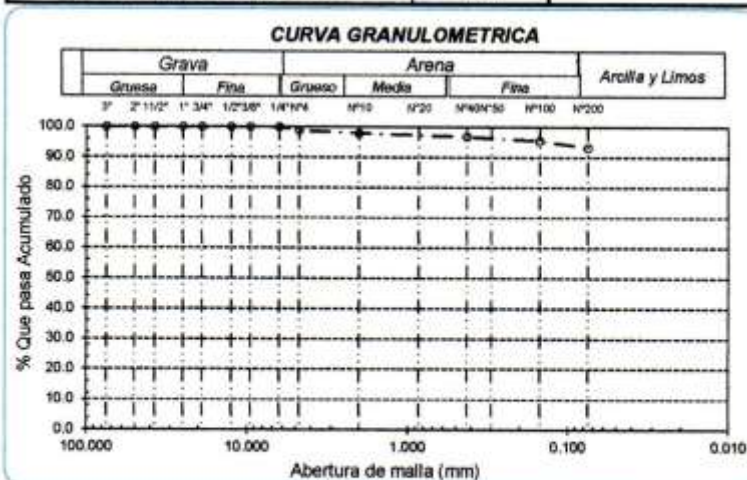 CURVA GRANULOMETRICA
Grava Arena Arcilla y Limos
Gruesa Fina Grueso Media Fina
3" 2" 1 1/2" 1" 3/4" 1/2" 3/8" 1/4" Nº4 Nº10 Nº20 Nº40 Nº50 Nº100 Nº200
100.0
90.0
80.0
70.0
60.0
50.0
40.0
30.0
20.0
10.0
0.0
% Que pasa Acumulado
100.000 10.000 1.000 0.100 0.010
Abertura de malla (mm)